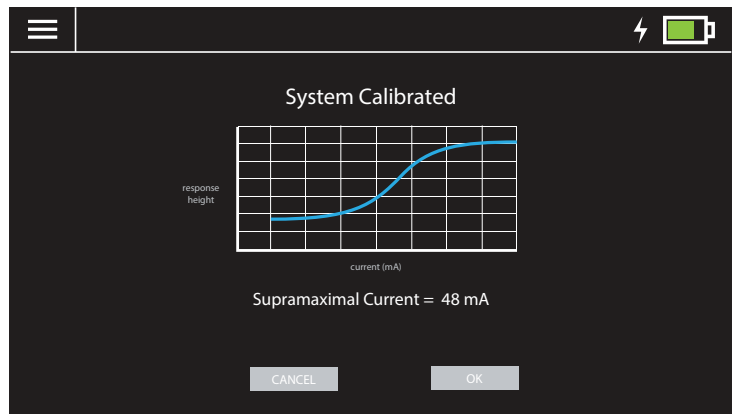 System Calibrated
response
height
current (mA)
Supramaximal Current = 48 mA
CANCEL
OK